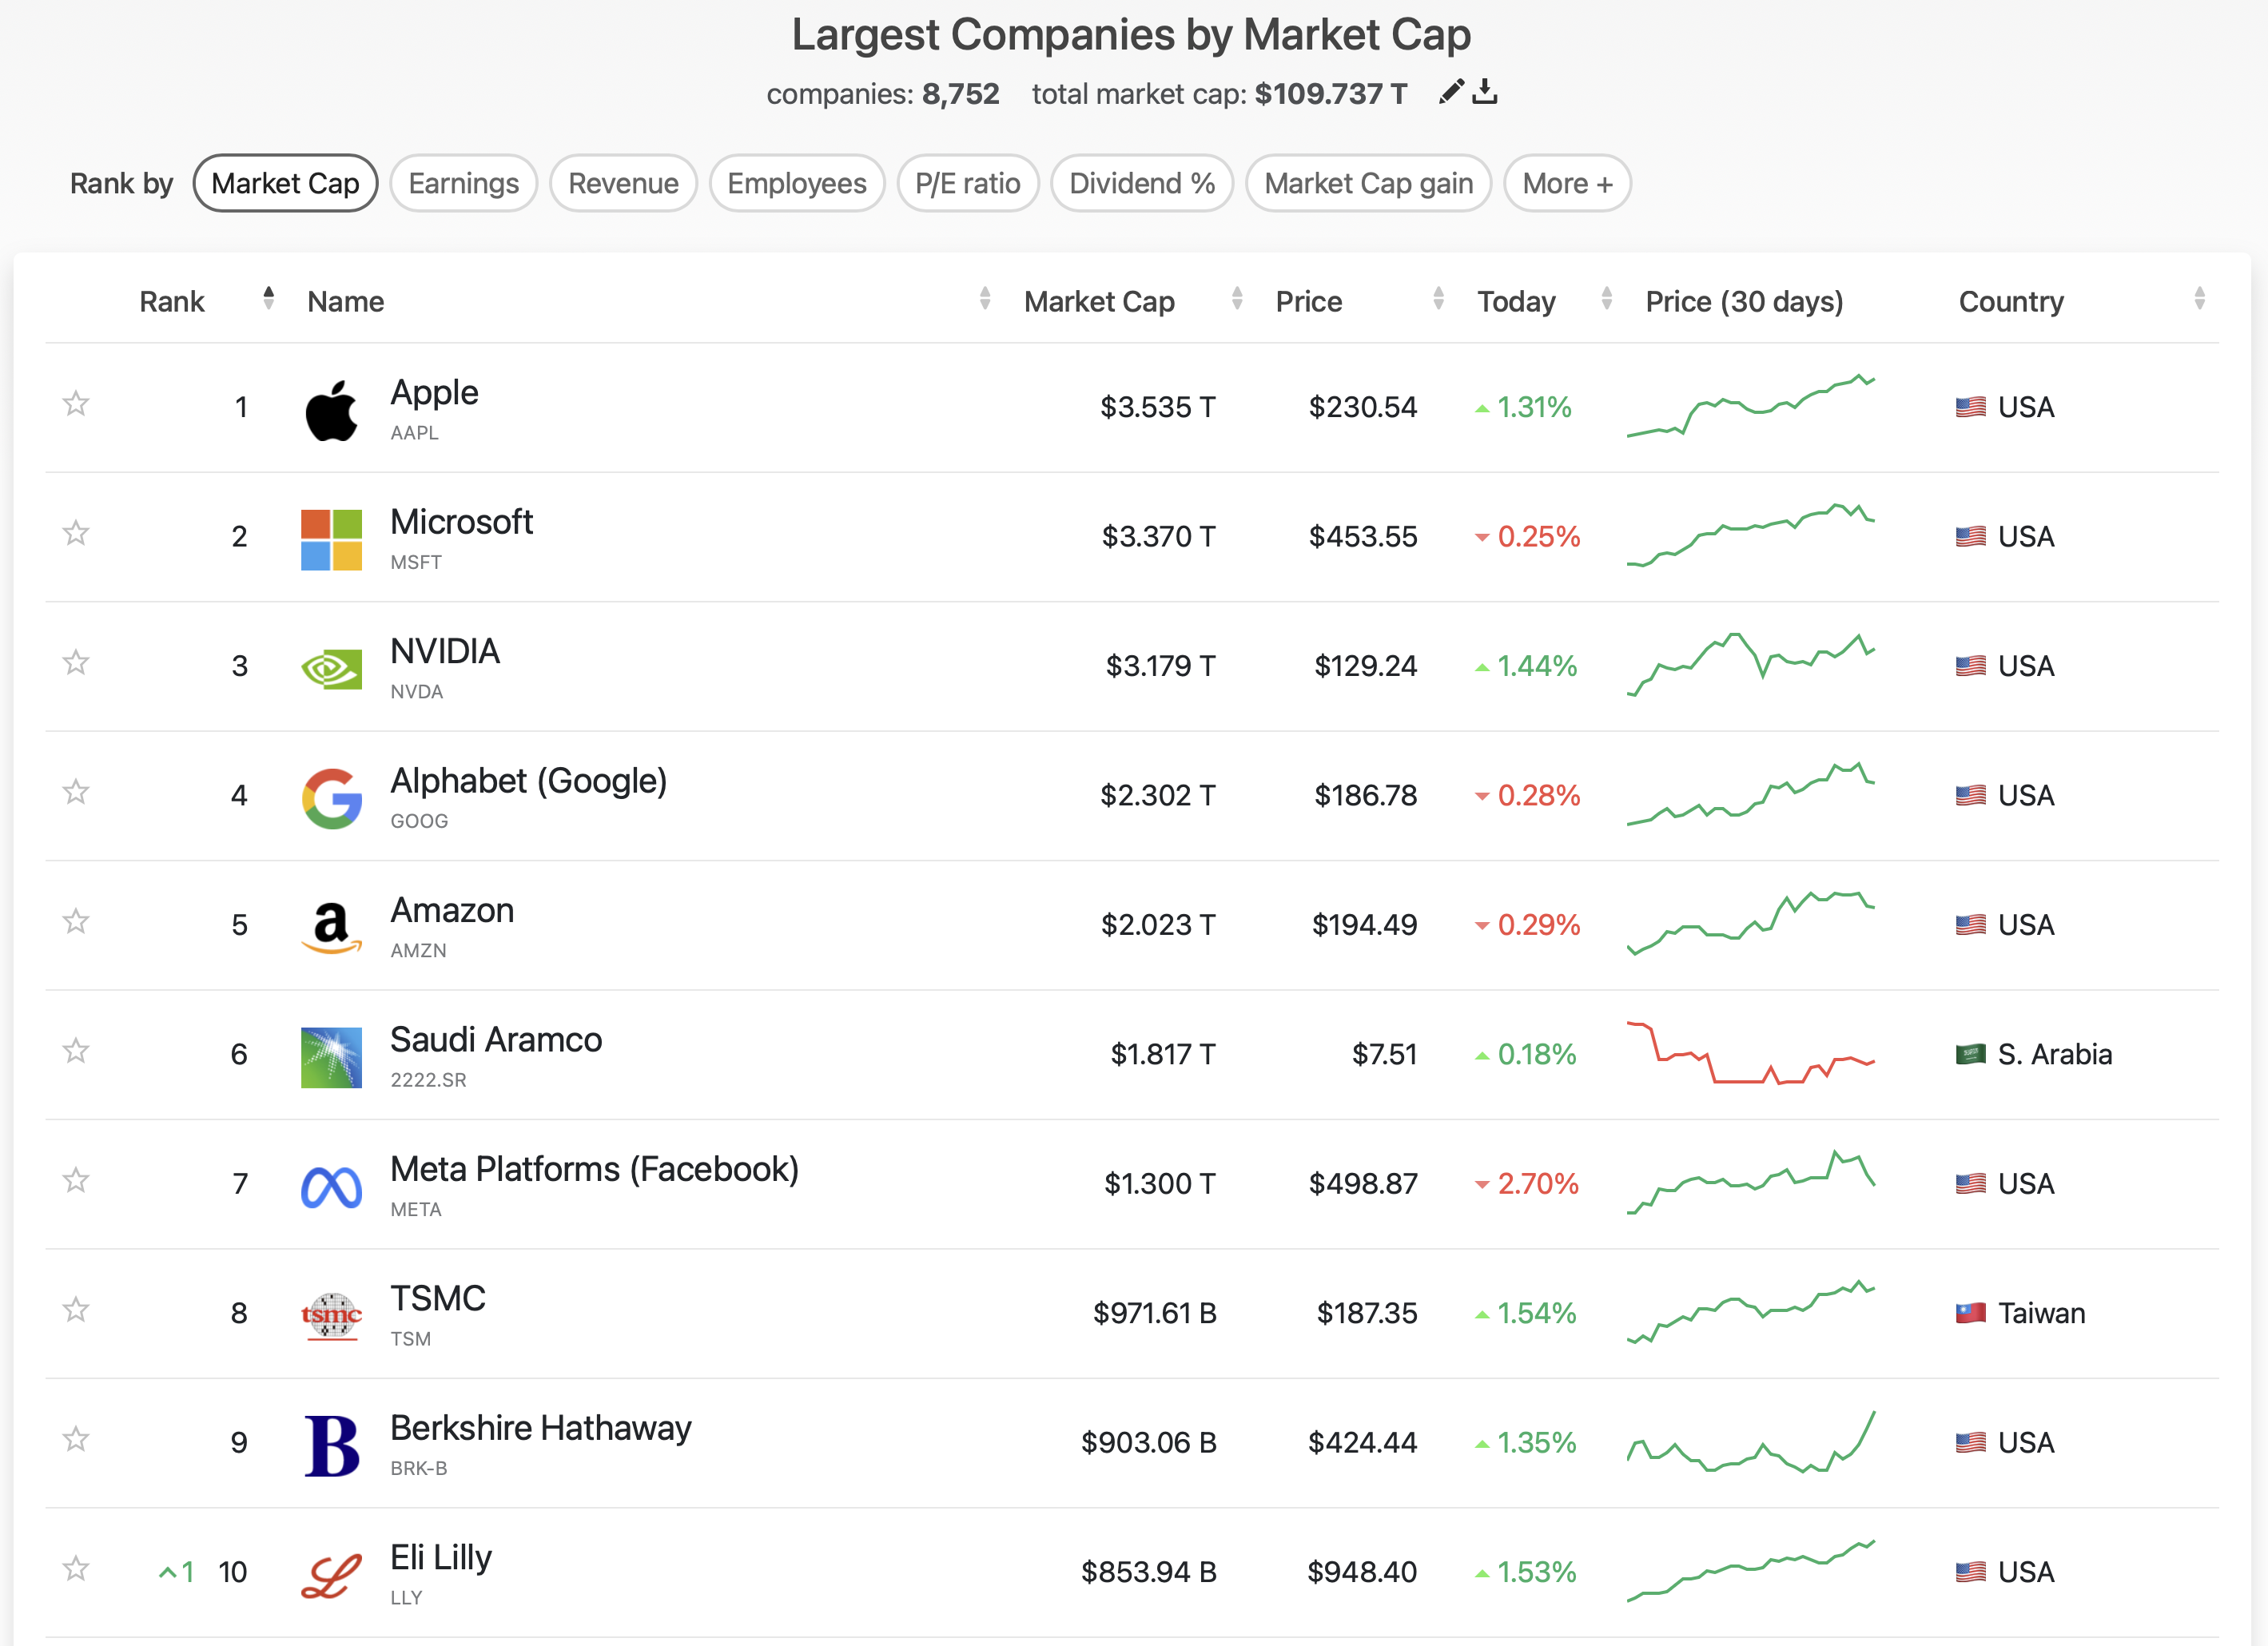 Largest Companies by Market Cap
companies: 8,752 total market cap: $109.737 T
Rank by Market Cap Earnings Revenue Employees P/E ratio Dividend % Market Cap gain More +
Rank Name Market Cap Price Today Price (30 days) Country
1 Apple $3.535 T $230.54 1.31% USA
AAPL
2 Microsoft $3.370 T $453.55 0.25% USA
MSFT
3 NVIDIA $3.179 T $129.24 1.44% USA
NVDA
4 Alphabet (Google) $2.302 T $186.78 0.28% USA
GOOG
5 a Amazon $2.023 T $194.49 0.29% USA
AMZN
6 Saudi Aramco $1.817 T $7.51 0.18% S. Arabia
2222.SR
7 Meta Platforms (Facebook) $1.300 T $498.87 2.70% USA
META
8 tsmc TSMC $971.61 B $187.35 1.54% Taiwan
TSM
9 B Berkshire Hathaway $903.06 B $424.44 1.35% USA
BRK-B
1 10 Eli Lilly $853.94 B $948.40 1.53% USA
LLY